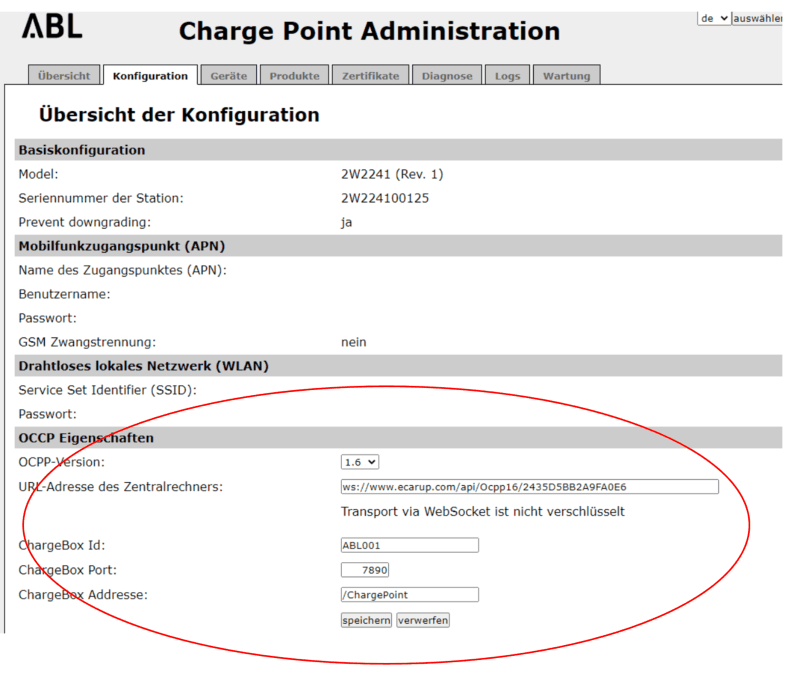 ABL
Charge Point Administration
de auswählen
Übersicht Konfiguration Geräte Produkte Zertifikate Diagnose Logs Wartung
Übersicht der Konfiguration
Basiskonfiguration
Model: 2W2241 (Rev. 1)
Seriennummer der Station: 2W224100125
Prevent downgrading: ja
Mobilfunkzugangspunkt (APN)
Name des Zugangspunktes (APN):
Benutzername:
Passwort:
GSM Zwangstrennung: nein
Drahtloses lokales Netzwerk (WLAN)
Service Set Identifier (SSID):
Passwort:
OCCP Eigenschaften
OCPP-Version: 1.6
URL-Adresse des Zentralrechners: ws://www.ecarup.com/api/Ocpp16/2435D5BB2A9FA0E6
Transport via WebSocket ist nicht verschlüsselt
ChargeBox Id: ABL001
ChargeBox Port: 7890
ChargeBox Addresse: /ChargePoint
speichern verwerfen